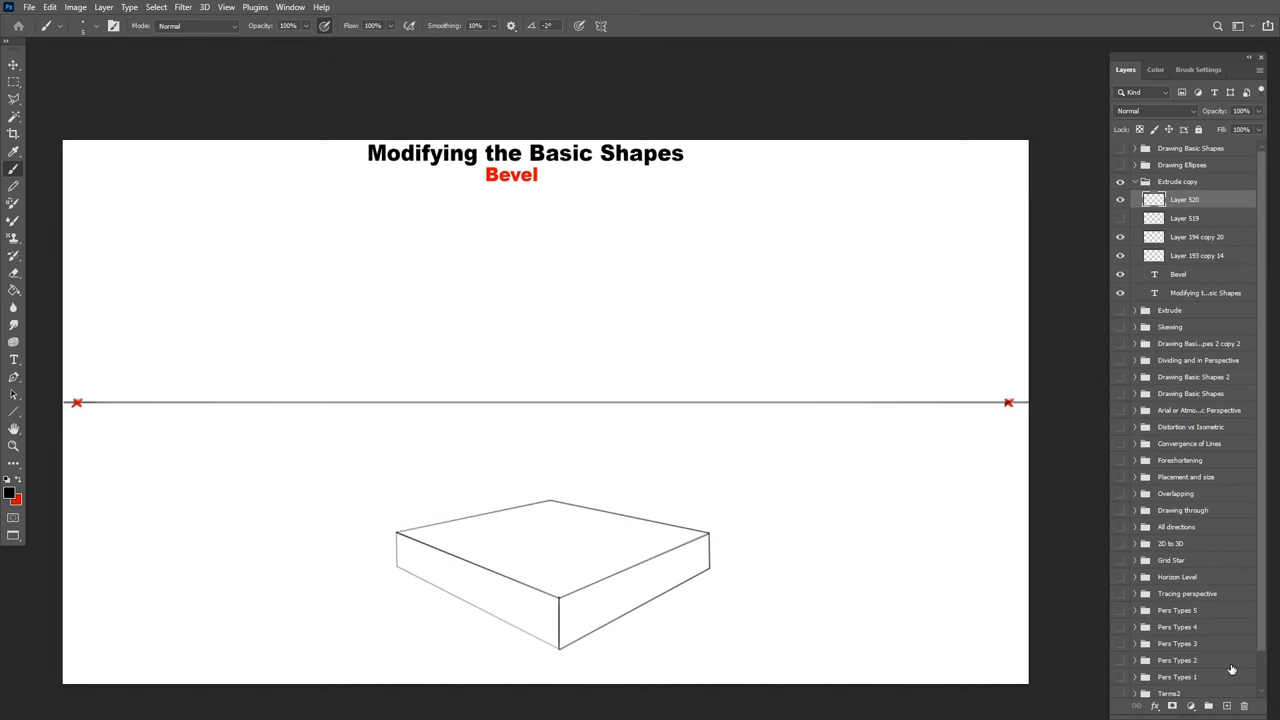 Ps File Edit Image Layer Type Select Filter 3D View Plugins Window Help
5 Mode: Normal Opacity: 100% Flow: 100% Smoothing: 10% -2°
Layers Color Brush Settings
Kind
Normal Opacity: 100%
Lock: Fill: 100%
Drawing Basic Shapes
Drawing Ellipses
Extrude copy
Layer 520
Layer 519
Layer 194 copy 20
Layer 193 copy 14
T Bevel
T Modifying t...sic Shapes
Extrude
Skewing
Drawing Basi...pes 2 copy 2
Dividing and in Perspective
Drawing Basic Shapes 2
Drawing Basic Shapes
Arial or Atmo...c Perspective
Distortion vs Isometric
Convergence of Lines
Foreshortening
Placement and size
Overlapping
Drawing through
All directions
2D to 3D
Grid Star
Horizon Level
Tracing perspective
Pers Types 5
Pers Types 4
Pers Types 3
Pers Types 2
Pers Types 1
Terms2
fx
Modifying the Basic Shapes
Bevel